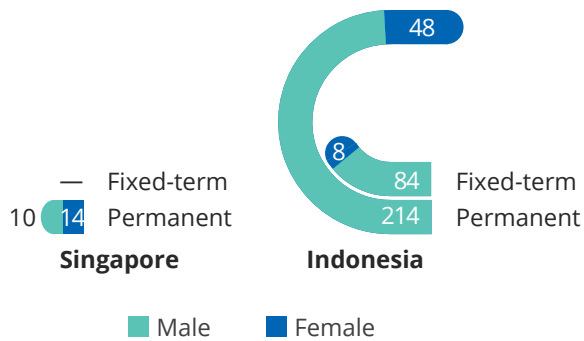 48
8
— Fixed-term 84 Fixed-term
10 14 Permanent 214 Permanent
Singapore Indonesia
Male Female